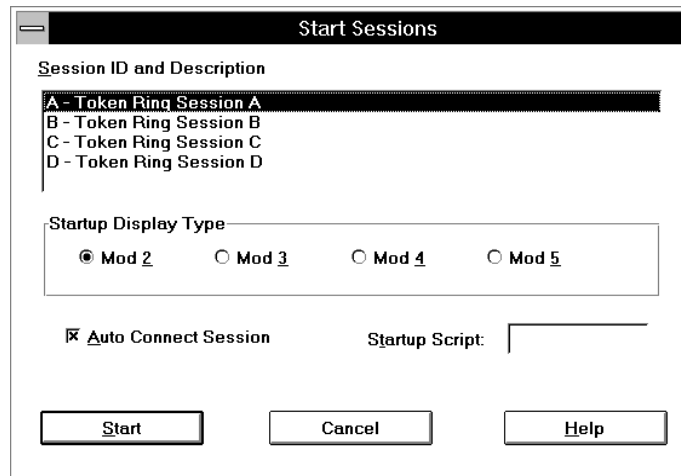 Start Sessions
Session ID and Description
A - Token Ring Session A
B - Token Ring Session B
C - Token Ring Session C
D - Token Ring Session D
Startup Display Type
Mod 2 Mod 3 Mod 4 Mod 5
Auto Connect Session Startup Script:
Start Cancel Help